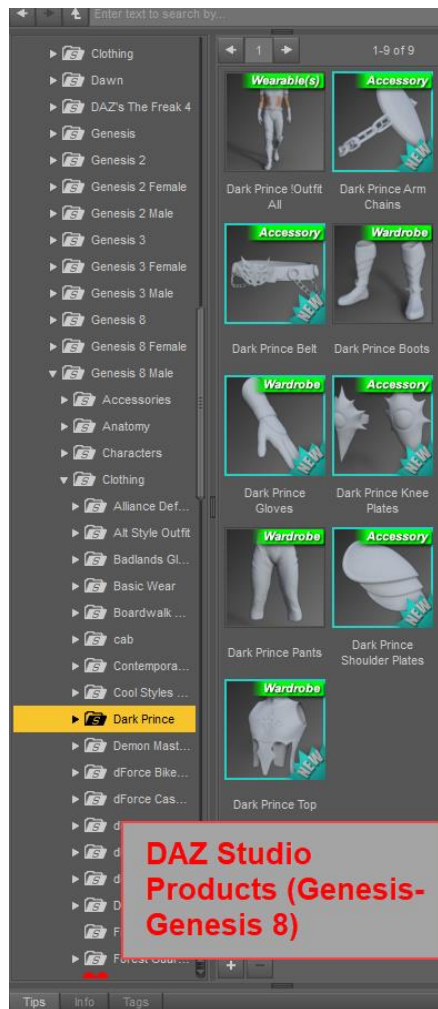 Enter text to search by...
Clothing
Dawn
DAZ's The Freak 4
Genesis
Genesis 2
Genesis 2 Female
Genesis 2 Male
Genesis 3
Genesis 3 Female
Genesis 3 Male
Genesis 8
Genesis 8 Female
Genesis 8 Male
Accessories
Anatomy
Characters
Clothing
Alliance Def...
Alt Style Outfit
Badlands Gl...
Basic Wear
Boardwalk ...
cab
Contempora...
Cool Styles ...
Dark Prince
Demon Mast...
dForce Bike...
dForce Cas...
1
1-9 of 9
Wearable(s)
Dark Prince !Outfit
All
Accessory
NEW
Dark Prince Arm
Chains
Accessory
NEW
Dark Prince Belt
Wardrobe
Dark Prince Boots
Wardrobe
NEW
Dark Prince
Gloves
Accessory
NEW
Dark Prince Knee
Plates
Wardrobe
Dark Prince Pants
Accessory
NEW
Dark Prince
Shoulder Plates
Wardrobe
NEW
Dark Prince Top
DAZ Studio
Products (Genesis-
Genesis 8)
Tips
Info
Tags